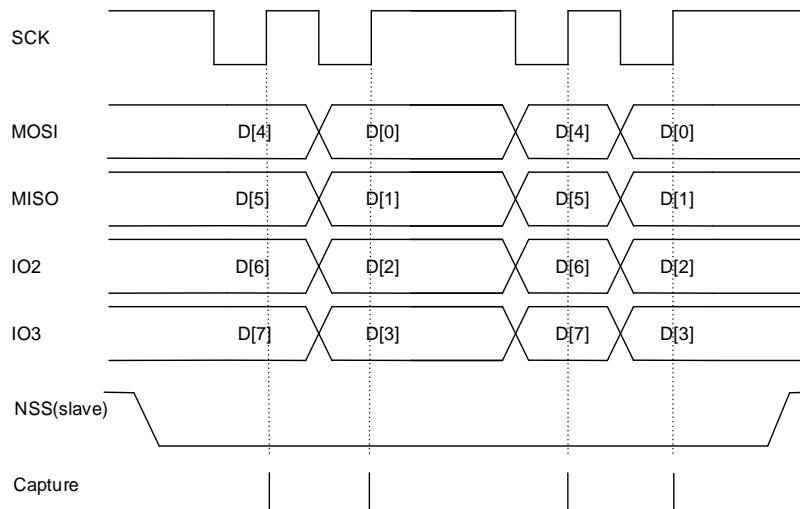 SCK
MOSI D[4] D[0] D[4] D[0]
MISO D[5] D[1] D[5] D[1]
IO2 D[6] D[2] D[6] D[2]
IO3 D[7] D[3] D[7] D[3]
NSS(slave)
Capture